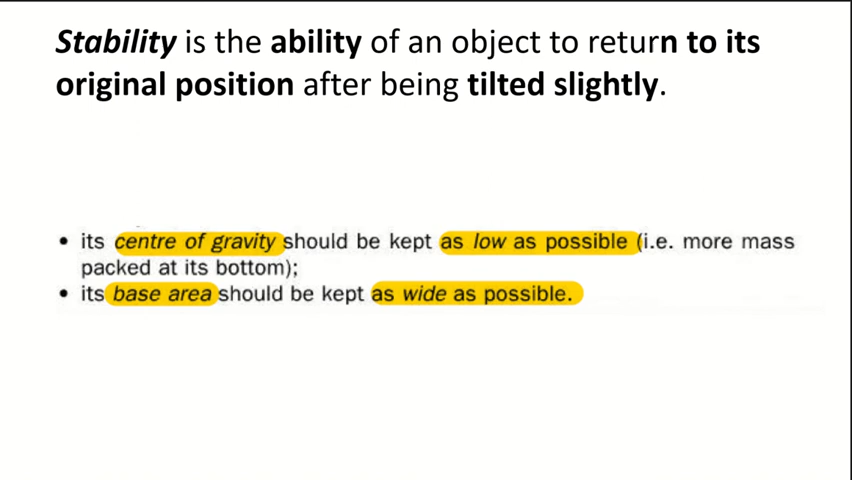 Stability is the ability of an object to return to its
original position after being tilted slightly.
• its centre of gravity should be kept as low as possible (i.e. more mass
packed at its bottom);
• its base area should be kept as wide as possible.